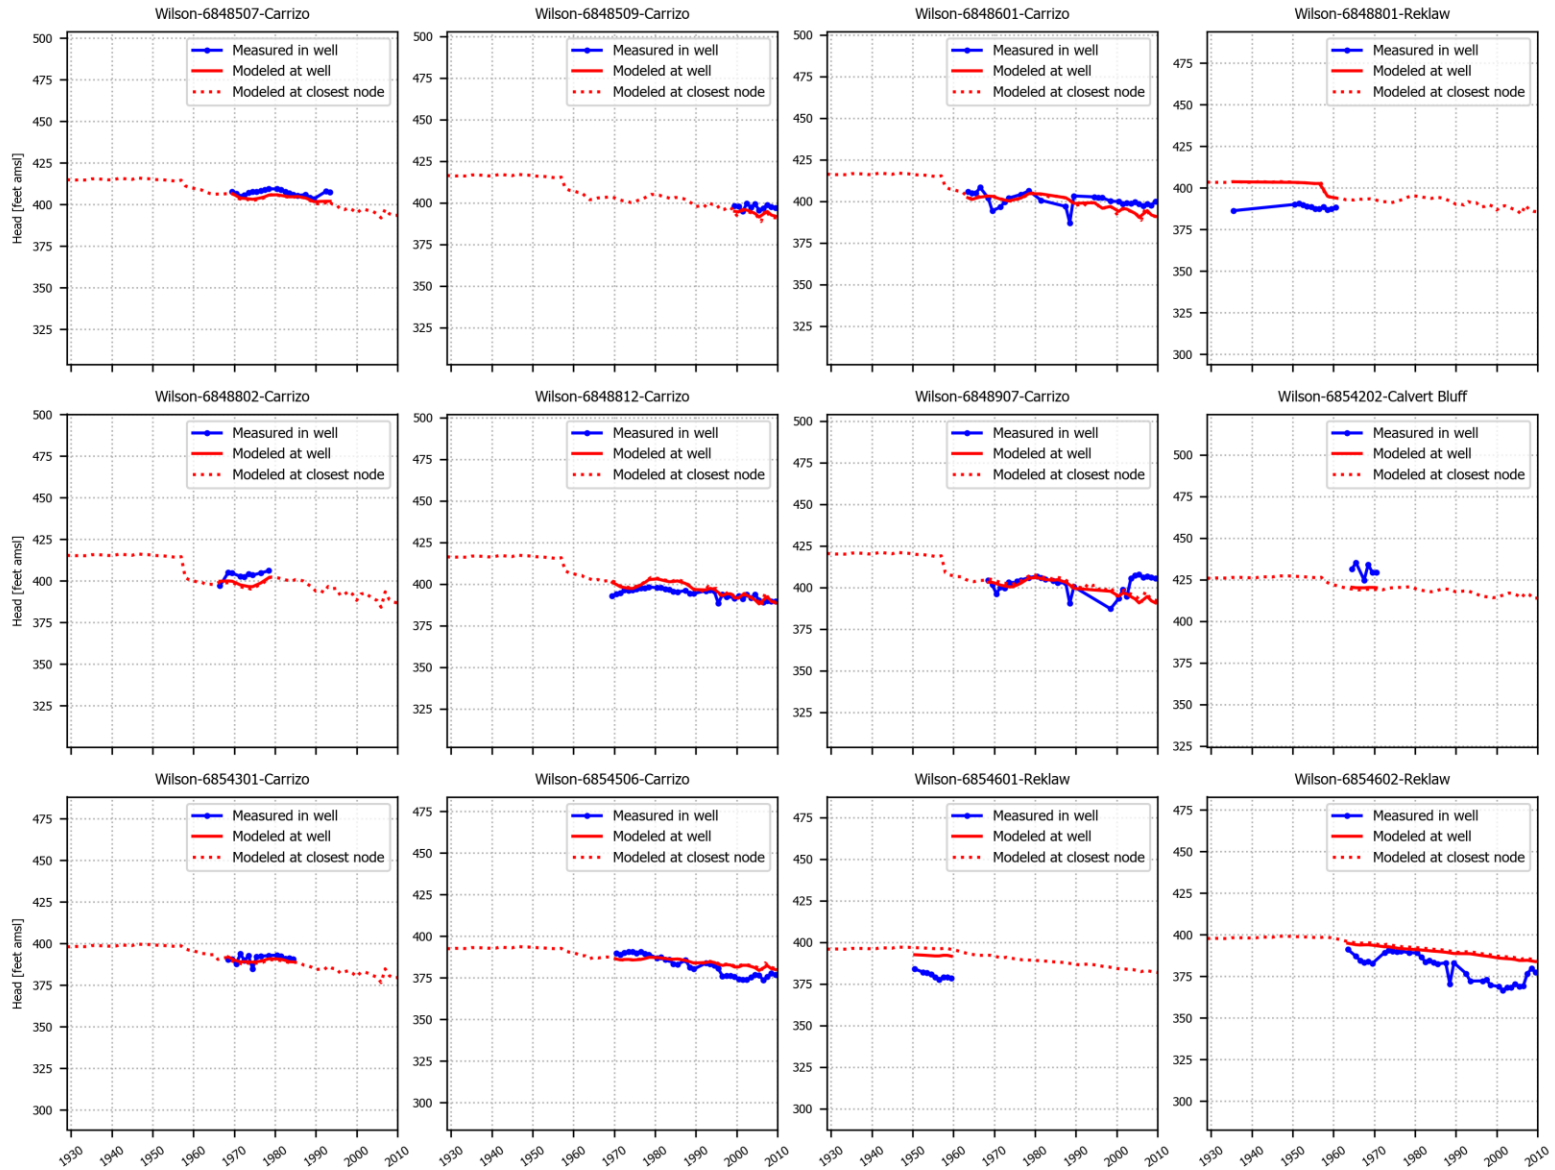 Wilson-6848507-Carrizo
Wilson-6848509-Carrizo
Wilson-6848601-Carrizo
Wilson-6848801-Reklaw
Head [feet amsl]
500
475
450
425
400
375
350
325
Measured in well
Modeled at well
Modeled at closest node
500
475
450
425
400
375
350
325
Measured in well
Modeled at well
Modeled at closest node
500
475
450
425
400
375
350
325
Measured in well
Modeled at well
Modeled at closest node
475
450
425
400
375
350
325
300
Measured in well
Modeled at well
Modeled at closest node
Wilson-6848802-Carrizo
Wilson-6848812-Carrizo
Wilson-6848907-Carrizo
Wilson-6854202-Calvert Bluff
Head [feet amsl]
500
475
450
425
400
375
350
325
Measured in well
Modeled at well
Modeled at closest node
500
475
450
425
400
375
350
325
Measured in well
Modeled at well
Modeled at closest node
500
475
450
425
400
375
350
325
Measured in well
Modeled at well
Modeled at closest node
500
475
450
425
400
375
350
325
Measured in well
Modeled at well
Modeled at closest node
Wilson-6854301-Carrizo
Wilson-6854506-Carrizo
Wilson-6854601-Reklaw
Wilson-6854602-Reklaw
Head [feet amsl]
475
450
425
400
375
350
325
300
Measured in well
Modeled at well
Modeled at closest node
475
450
425
400
375
350
325
300
Measured in well
Modeled at well
Modeled at closest node
475
450
425
400
375
350
325
300
Measured in well
Modeled at well
Modeled at closest node
475
450
425
400
375
350
325
300
Measured in well
Modeled at well
Modeled at closest node
1930 1940 1950 1960 1970 1980 1990 2000 2010
1930 1940 1950 1960 1970 1980 1990 2000 2010
1930 1940 1950 1960 1970 1980 1990 2000 2010
1930 1940 1950 1960 1970 1980 1990 2000 2010